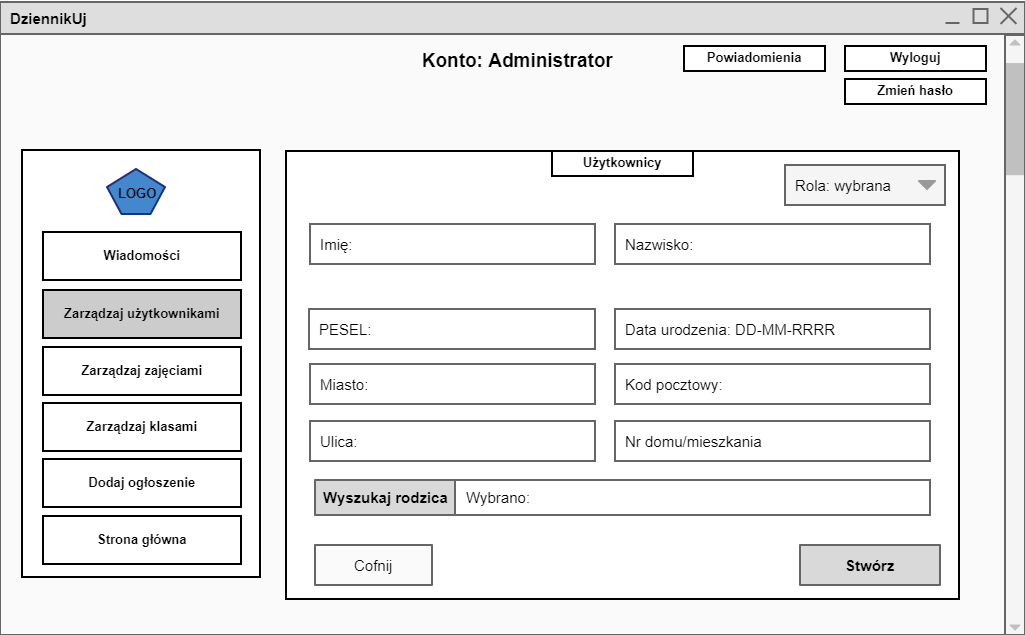 DziennikUj
Konto: Administrator
Powiadomienia
Wyloguj
Zmień hasło
LOGO
Wiadomości
Zarządzaj użytkownikami
Zarządzaj zajęciami
Zarządzaj klasami
Dodaj ogłoszenie
Strona główna
Użytkownicy
Rola: wybrana
Imię:
Nazwisko:
PESEL:
Data urodzenia: DD-MM-RRRR
Miasto:
Kod pocztowy:
Ulica:
Nr domu/mieszkania
Wyszukaj rodzica
Wybrano:
Cofnij
Stwórz